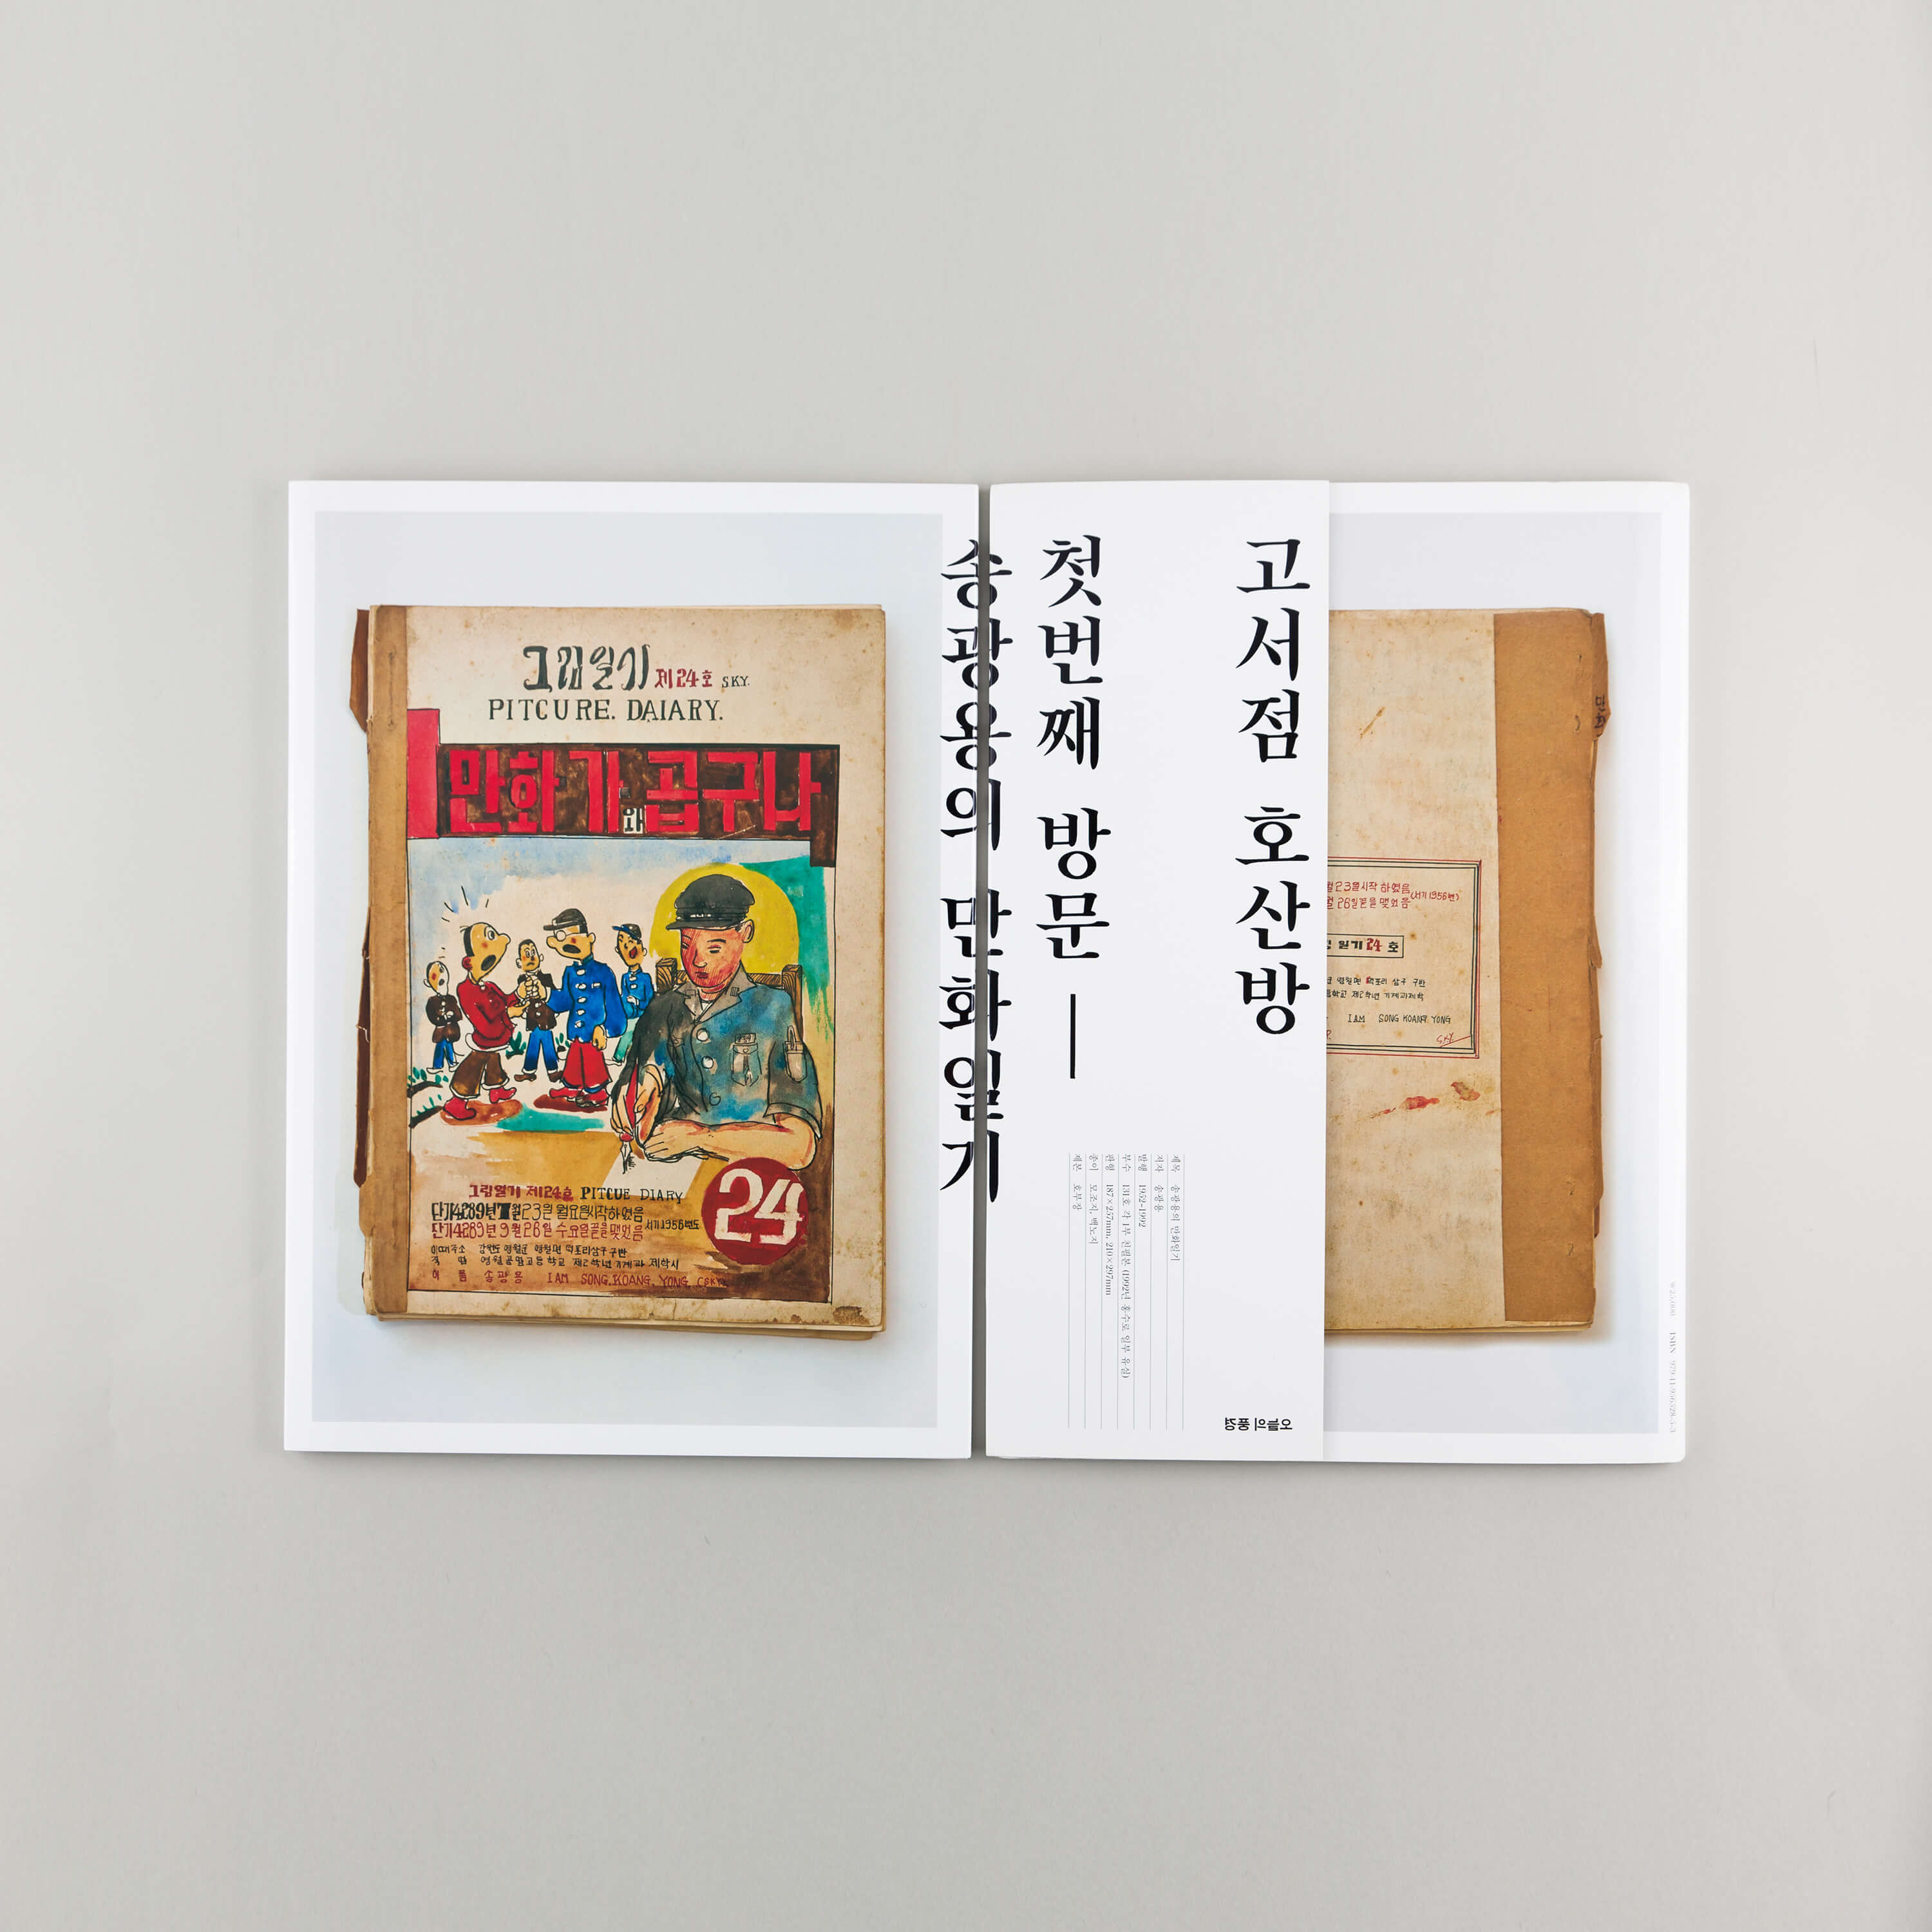 그림일기 제24호 S.K.Y.
PITCURE. DAIARY.
만화가와곱구나
그림일기 제24호 PITCUE DIARY
단기4289년 7월 23일 월요일시작하였음
단기4289년 9월 26일 수요일끝을맺었음 서기1956년도
이때주소 강원도 영월군 영월면 덕포리삼구 구반
직업 영월공업고등학교 제2학년 기계과 재학시
이름 송광용 I AM SONG. KOANG. YONG. (S.K.Y.)
24
송광용의 만화일기
첫번째 방문 —
고서점 호산방
제목 송광용의 만화일기
저자 송광용
발행 1952-1992
부수 131호 각 1부 친필본 (1992년 홍수로 일부 유실)
판형 187×257mm, 210×297mm
종이 모조지, 백노지
제본 호부장
오늘의 풍경
만화
월23일시작 하였음
월 26일끝을 맺었음 (서기 1956년)
일기 24 호
영월면 덕포리 삼구 구반
등학교 제2학년 기계과재학
I AM SONG KOANG YONG
S.K.Y.
ISBN